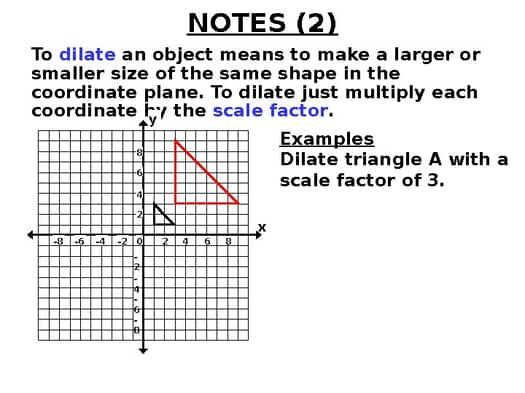 NOTES (2)
To dilate an object means to make a larger or
smaller size of the same shape in the
coordinate plane. To dilate just multiply each
coordinate by the scale factor.
y
Examples
Dilate triangle A with a
scale factor of 3.
8
6
4
2
x
-8 -6 -4 -2 0 2 4 6 8
-
2
-
4
-
6
-
8